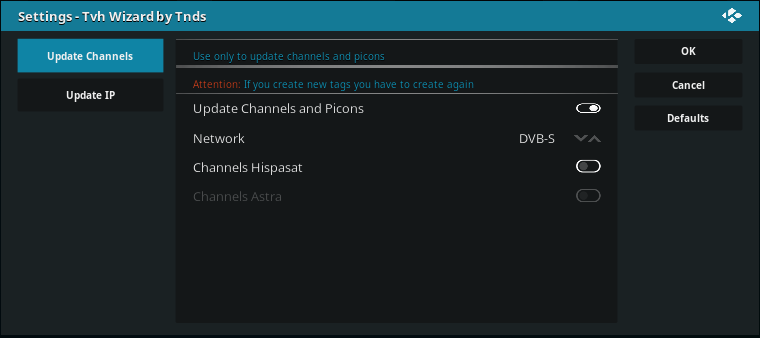 Settings - Tvh Wizard by Tnds
Update Channels
Update IP
Use only to update channels and picons
Attention: If you create new tags you have to create again
Update Channels and Picons
Network DVB-S
Channels Hispasat
Channels Astra
OK
Cancel
Defaults